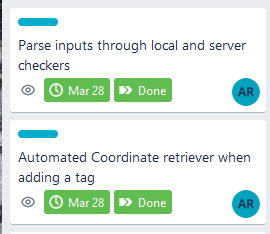 Parse inputs through local and server
checkers
Mar 28 Done
AR
Automated Coordinate retriever when
adding a tag
Mar 28 Done
AR